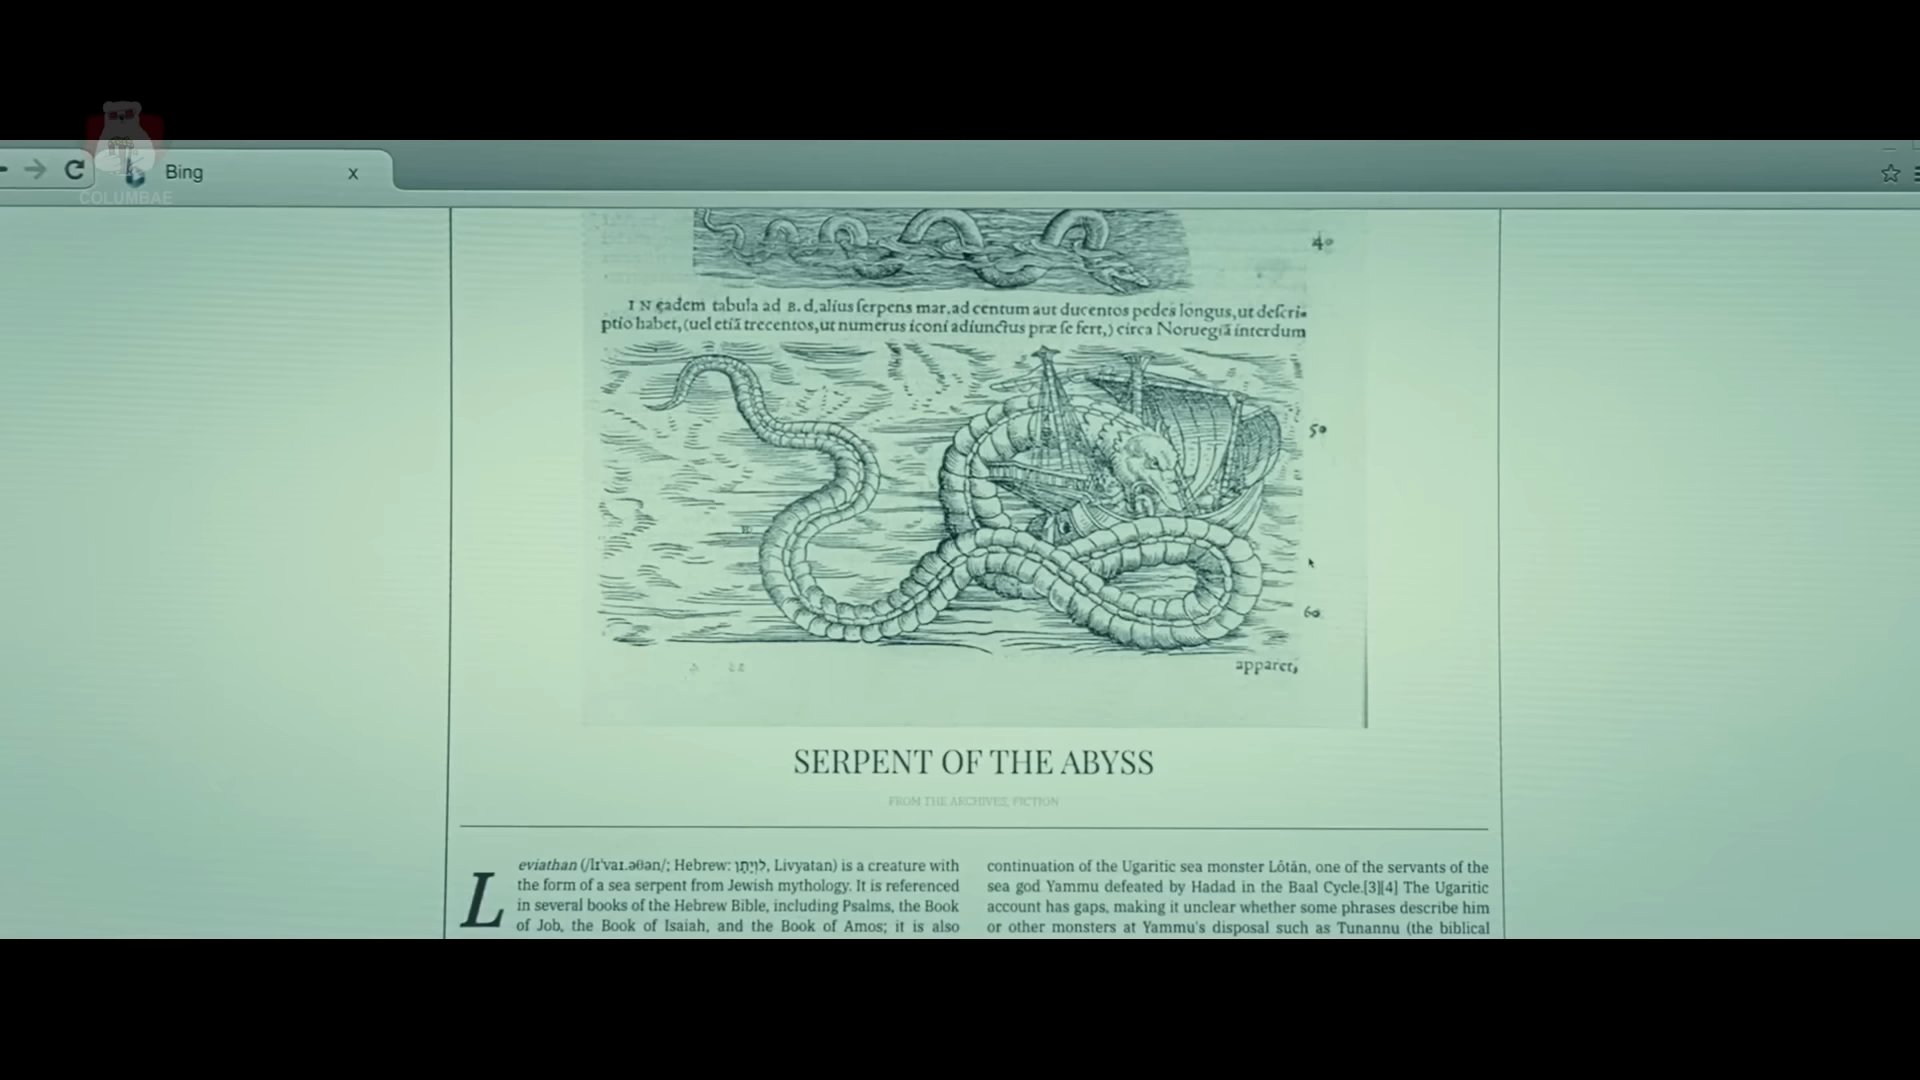 Bing x
COLUMBAE
40
IN eadem tabula ad B. d, alius ſerpens mar. ad centum aut ducentos pedes longus, ut deſcri-
ptio habet, (uel etiã trecentos, ut numerus iconi adiunctus præ ſe fert,) circa Noruegiã interdum
50
60
apparet,
SERPENT OF THE ABYSS
FROM THE ARCHIVES, FICTION
Leviathan (/lɪˈvaɪ.əθən/; Hebrew: לִוְיָתָן, Livyatan) is a creature with
the form of a sea serpent from Jewish mythology. It is referenced
in several books of the Hebrew Bible, including Psalms, the Book
of Job, the Book of Isaiah, and the Book of Amos; it is also
continuation of the Ugaritic sea monster Lôtān, one of the servants of the
sea god Yammu defeated by Hadad in the Baal Cycle.[3][4] The Ugaritic
account has gaps, making it unclear whether some phrases describe him
or other monsters at Yammu's disposal such as Tunannu (the biblical